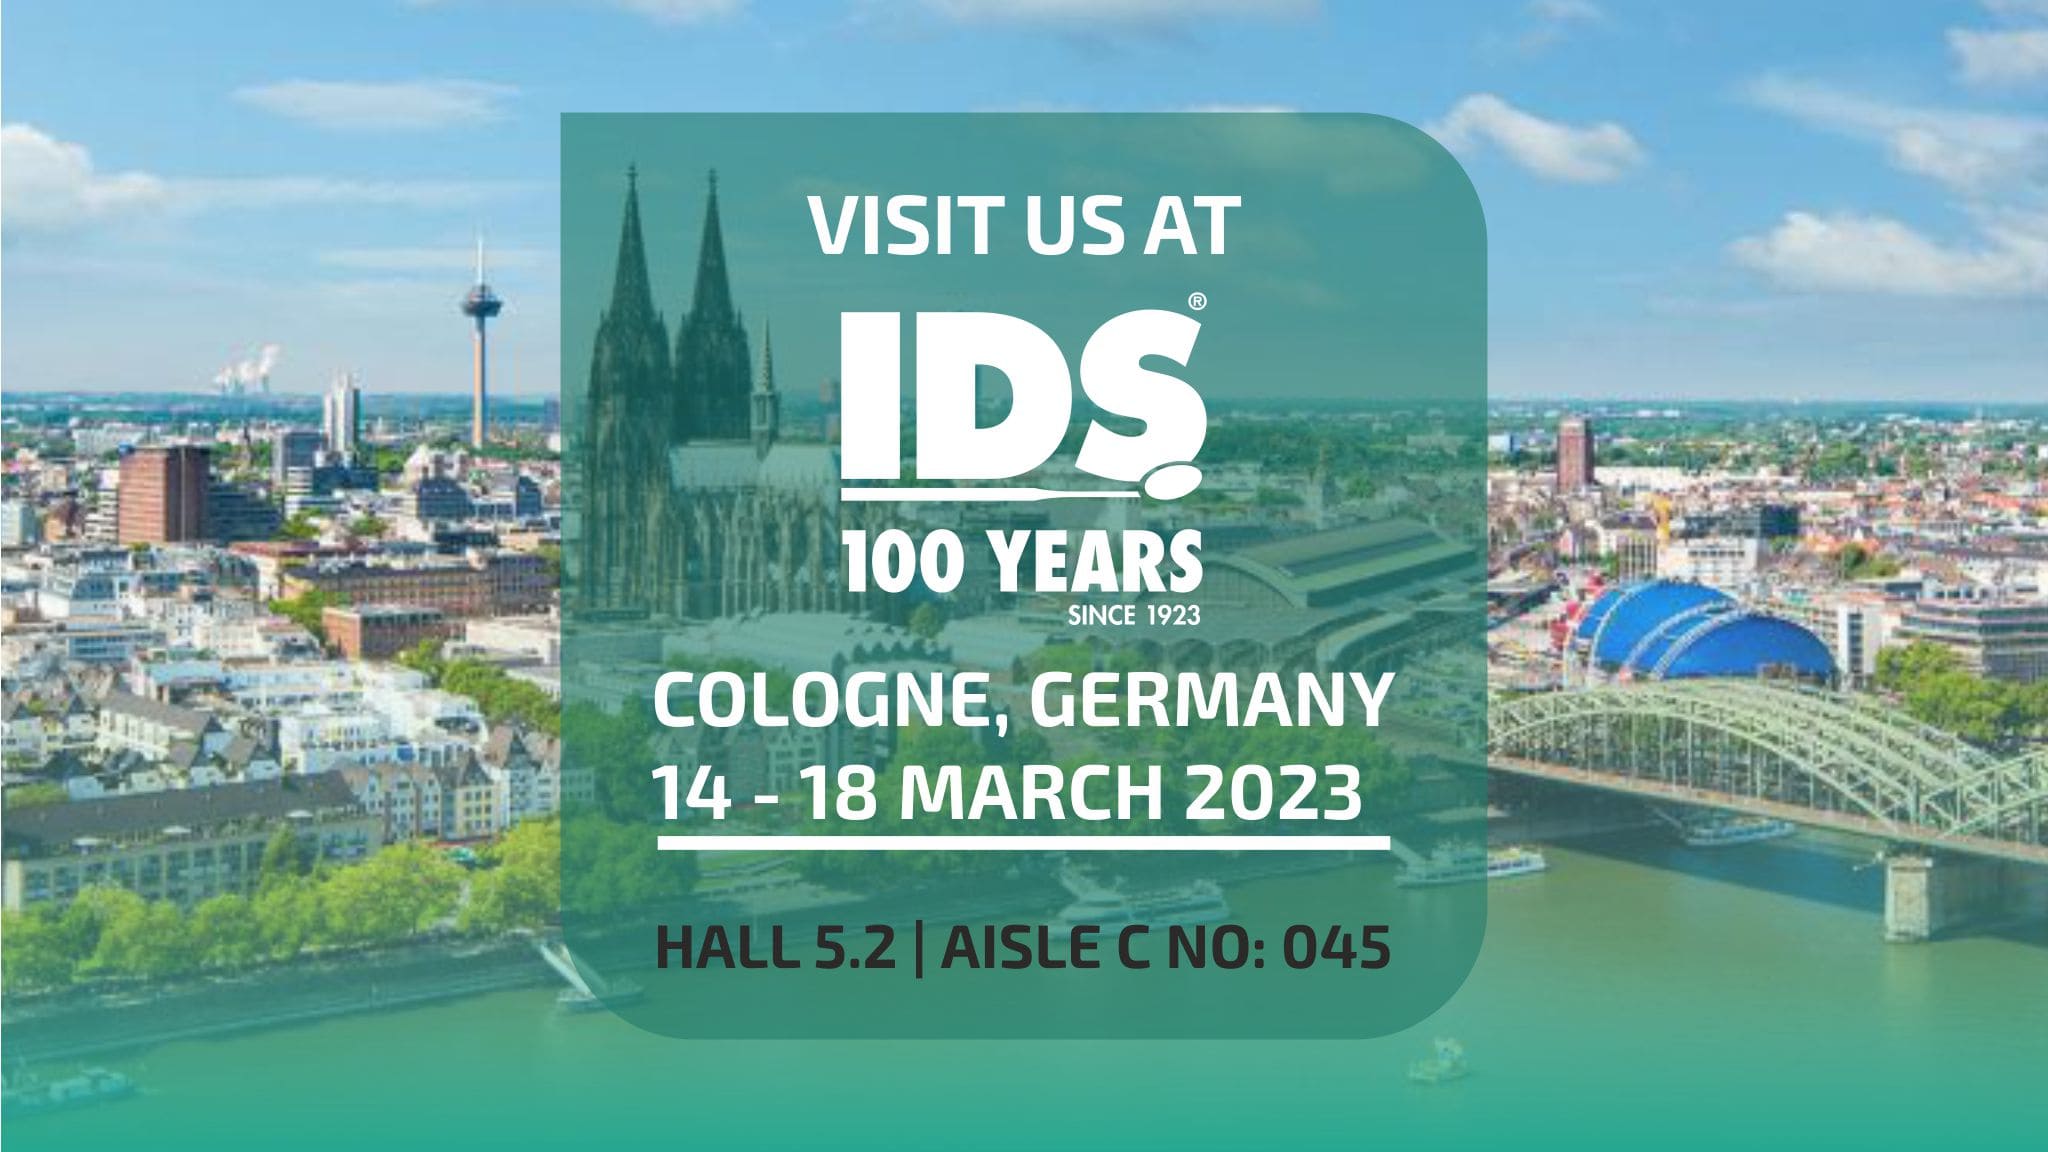 VISIT US AT
IDS®
100 YEARS
SINCE 1923
COLOGNE, GERMANY
14 - 18 MARCH 2023
HALL 5.2 | AISLE C NO: 045